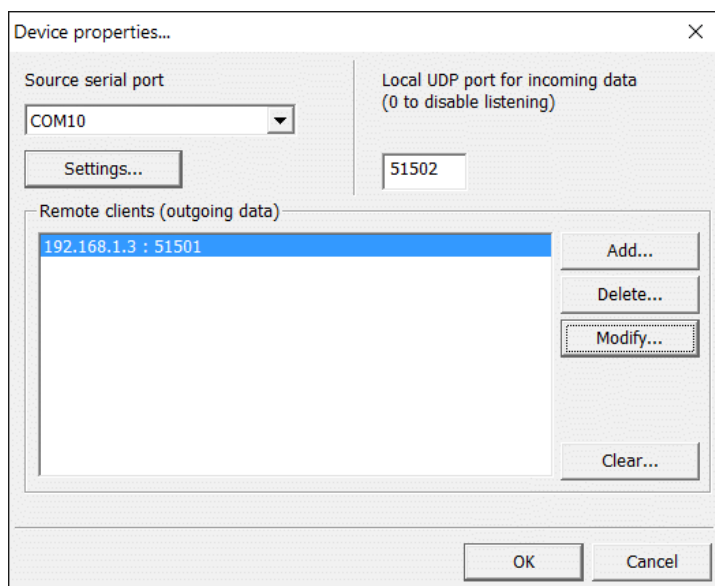 Device properties...
Source serial port
COM10
Settings...
Local UDP port for incoming data
(0 to disable listening)
51502
Remote clients (outgoing data)
192.168.1.3 : 51501
Add...
Delete...
Modify...
Clear...
OK
Cancel